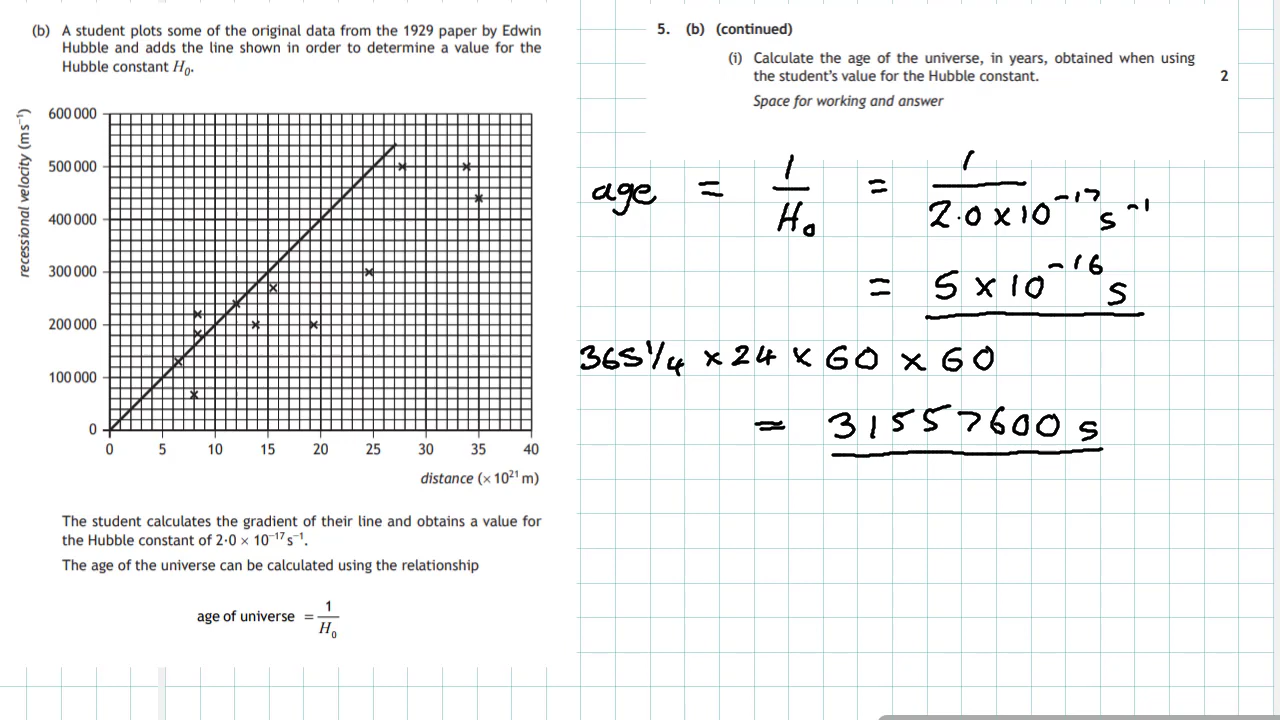 (b) A student plots some of the original data from the 1929 paper by Edwin
Hubble and adds the line shown in order to determine a value for the
Hubble constant H₀.
recessional velocity (m s⁻¹)
600 000
500 000
400 000
300 000
200 000
100 000
0
0 5 10 15 20 25 30 35 40
distance (× 10²¹ m)
The student calculates the gradient of their line and obtains a value for
the Hubble constant of 2·0 × 10⁻¹⁷ s⁻¹.
The age of the universe can be calculated using the relationship
age of universe = 1/H₀
5. (b) (continued)
(i) Calculate the age of the universe, in years, obtained when using
the student's value for the Hubble constant. 2
Space for working and answer
age = 1/H₀ = 1/2·0 × 10⁻¹⁷ s⁻¹
= 5 × 10⁻¹⁶ s
365 1/4 × 24 × 60 × 60
= 31557600 s